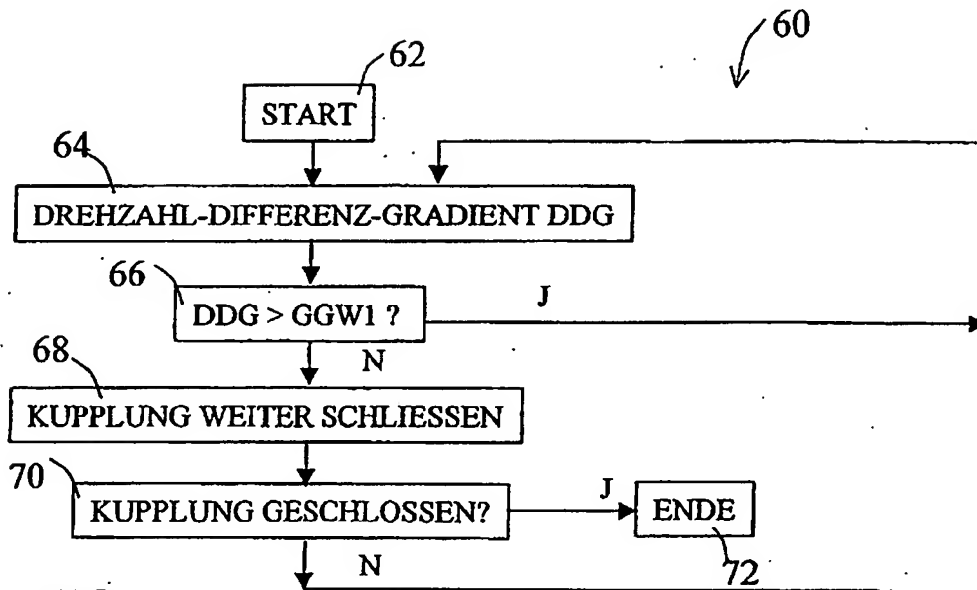 60
62
START
64
DREHZAHL-DIFFERENZ-GRADIENT DDG
66
DDG > GGW1 ?
J
N
68
KUPPLUNG WEITER SCHLIESSEN
70
KUPPLUNG GESCHLOSSEN?
J
ENDE
72
N